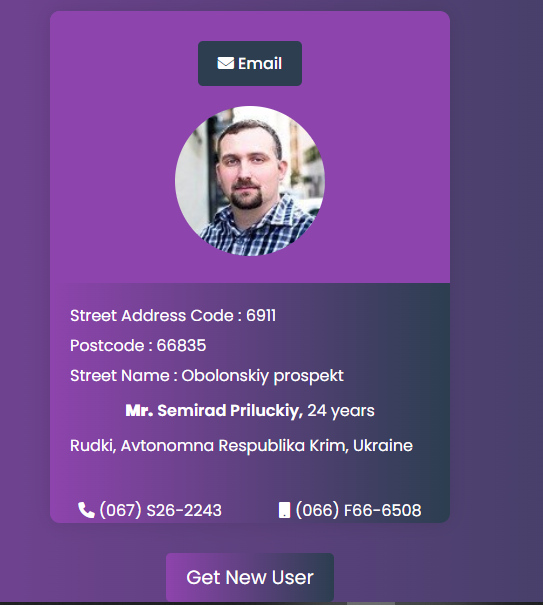 Email
Street Address Code : 6911
Postcode : 66835
Street Name : Obolonskiy prospekt
Mr. Semirad Priluckiy, 24 years
Rudki, Avtonomna Respublika Krim, Ukraine
(067) S26-2243 (066) F66-6508
Get New User